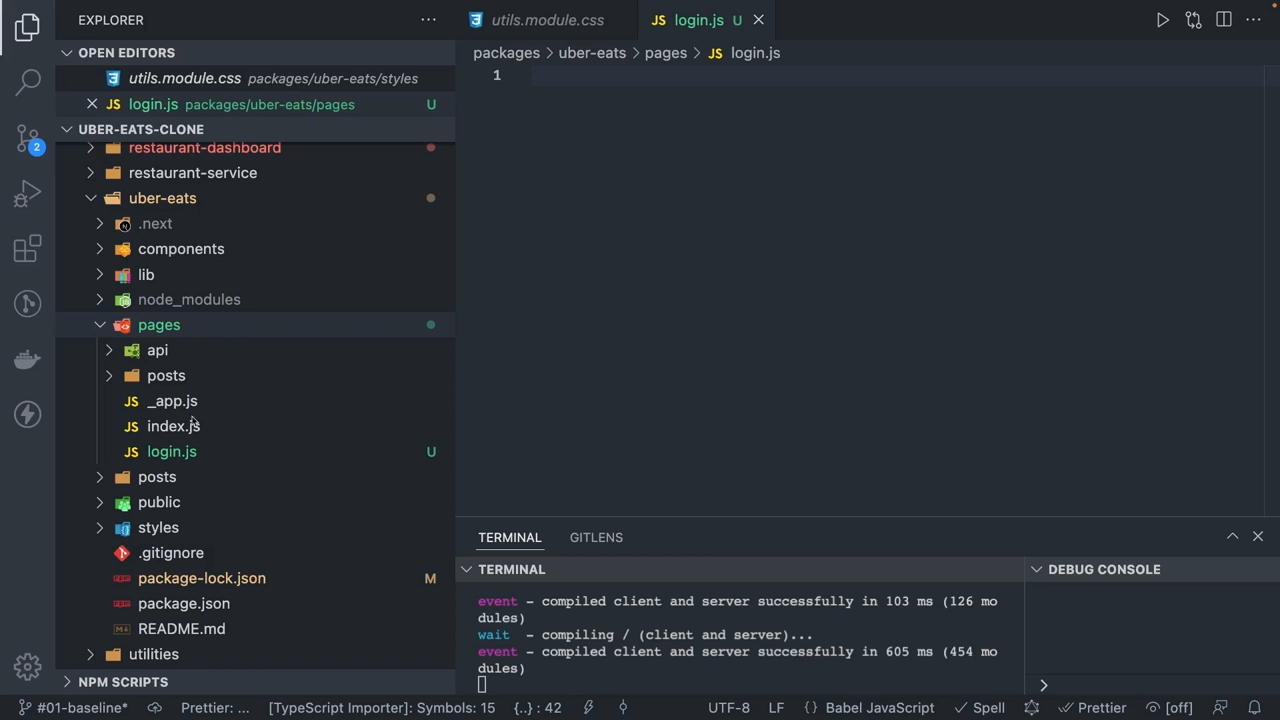 EXPLORER
OPEN EDITORS
utils.module.css packages/uber-eats/styles
login.js packages/uber-eats/pages U
UBER-EATS-CLONE
restaurant-dashboard
restaurant-service
uber-eats
.next
components
lib
node_modules
pages
api
posts
JS _app.js
JS index.js
JS login.js U
posts
public
styles
.gitignore
package-lock.json M
package.json
README.md
utilities
NPM SCRIPTS
2
utils.module.css
JS login.js U
packages > uber-eats > pages > JS login.js
1
TERMINAL GITLENS
TERMINAL
event - compiled client and server successfully in 103 ms (126 mo
dules)
wait - compiling / (client and server)...
event - compiled client and server successfully in 605 ms (454 mo
dules)
DEBUG CONSOLE
#01-baseline* Prettier: ... [TypeScript Importer]: Symbols: 15 {..} : 42 UTF-8 LF {} Babel JavaScript Spell Prettier [off]